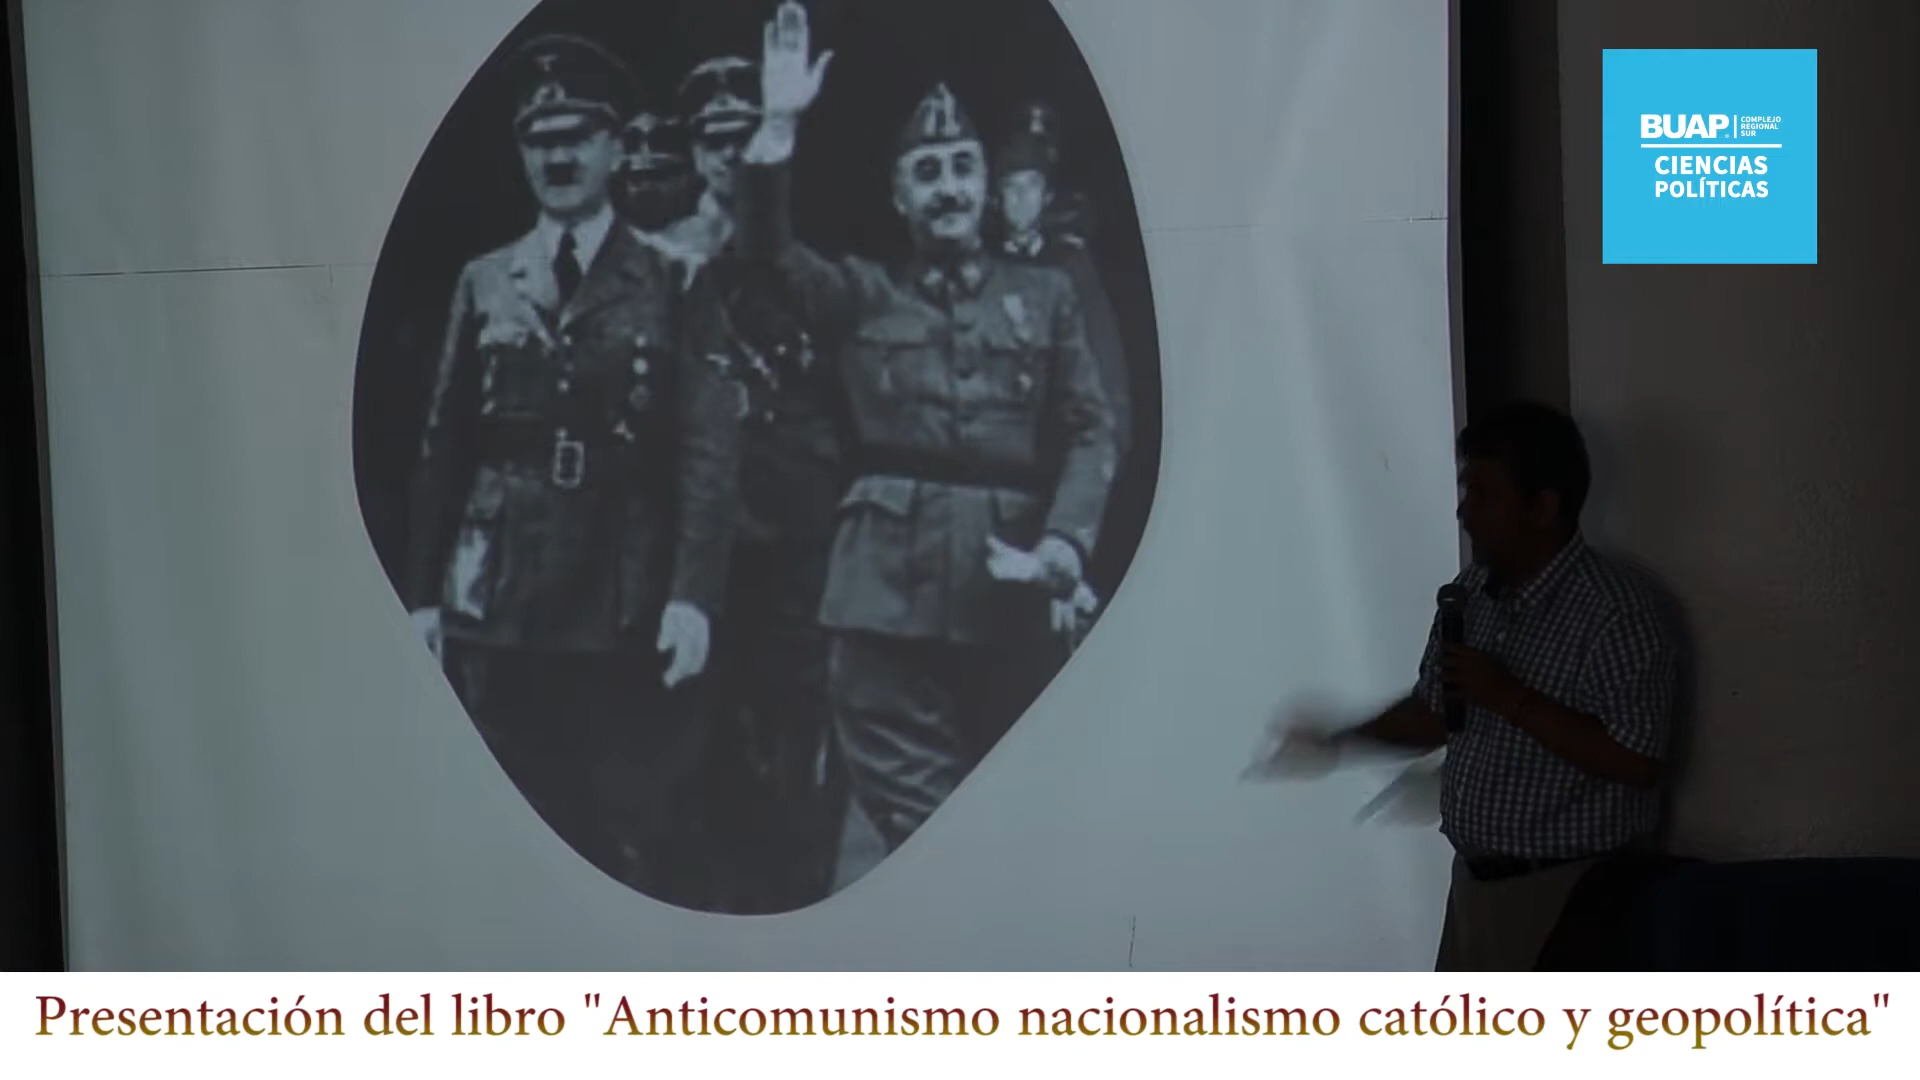 BUAP
COMPLEJO
REGIONAL
SUR
CIENCIAS
POLÍTICAS
Presentación del libro "Anticomunismo nacionalismo católico y geopolítica"